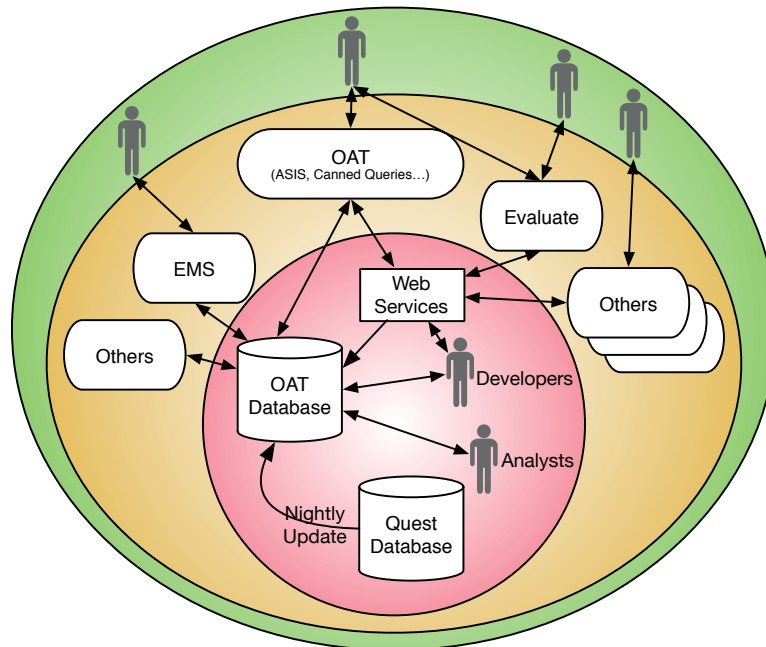 OAT
(ASIS, Canned Queries...)
Evaluate
EMS
Web
Services
Others
Others
OAT
Database
Developers
Analysts
Nightly
Update
Quest
Database